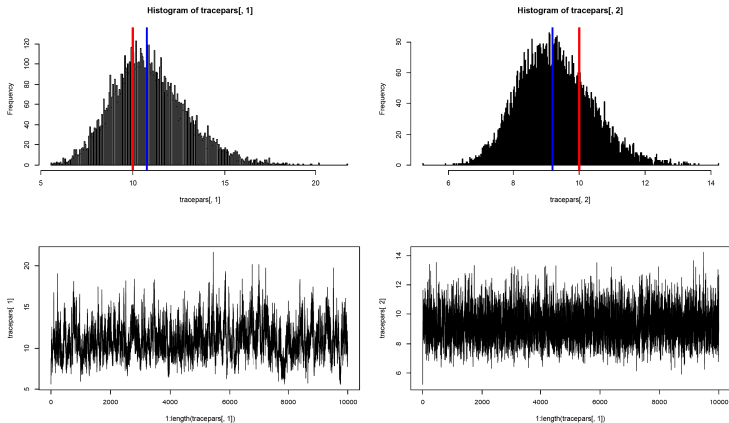 Histogram of tracepars[, 1]
Frequency
0 20 40 60 80 100 120
5 10 15 20
tracepars[, 1]
Histogram of tracepars[, 2]
Frequency
0 20 40 60 80
6 8 10 12 14
tracepars[, 2]
tracepars[, 1]
5 10 15 20
0 2000 4000 6000 8000 10000
1:length(tracepars[, 1])
tracepars[, 2]
6 8 10 12 14
0 2000 4000 6000 8000 10000
1:length(tracepars[, 1])